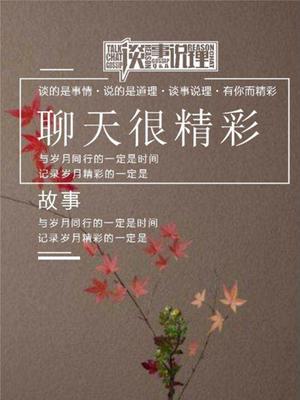 TALK
CHAT
GOSSIP
谈事说理
REASON
CHAT
谈的是事情·说的是道理·谈事说理·有你而精彩
聊天很精彩
与岁月同行的一定是时间
记录岁月精彩的一定是
故事
与岁月同行的一定是时间
记录岁月精彩的一定是